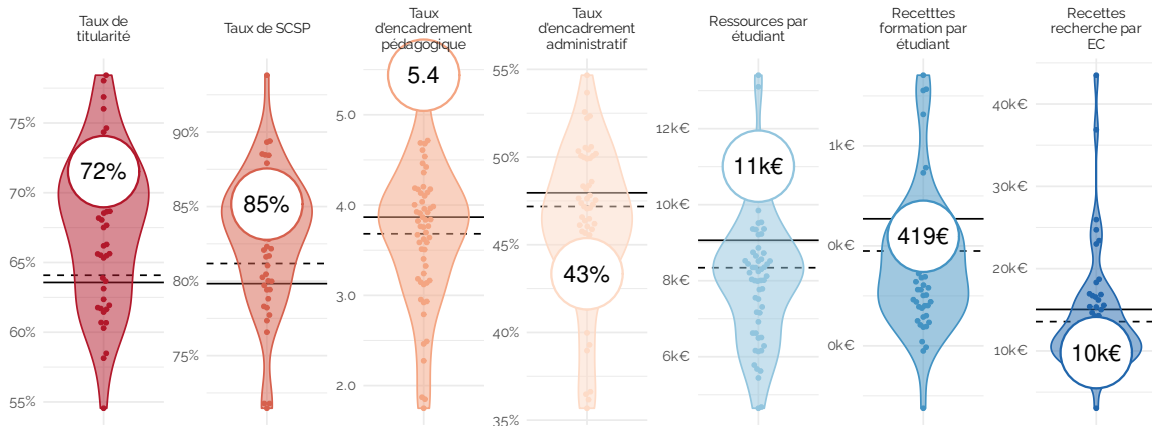 Taux de
titularité
75%
70%
65%
60%
55%
72%
Taux de SCSP
90%
85%
80%
75%
85%
Taux
d'encadrement
pédagogique
5.0
4.0
3.0
2.0
5.4
Taux
d'encadrement
administratif
55%
50%
45%
40%
35%
43%
Ressources par
étudiant
12k€
10k€
8k€
6k€
11k€
Recetttes
formation par
étudiant
1k€
0k€
0k€
419€
Recettes
recherche par
EC
40k€
30k€
20k€
10k€
10k€